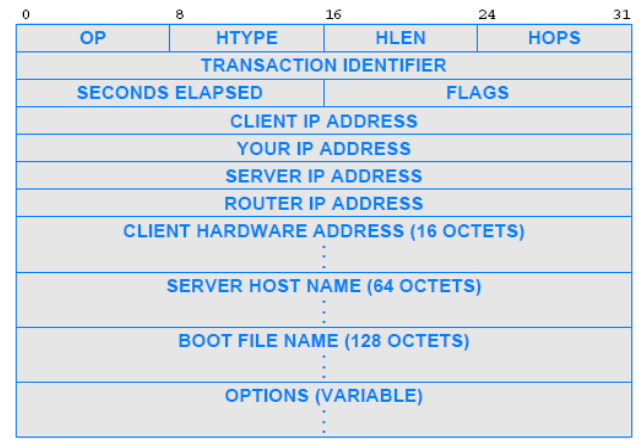 0 8 16 24 31
OP HTYPE HLEN HOPS
TRANSACTION IDENTIFIER
SECONDS ELAPSED FLAGS
CLIENT IP ADDRESS
YOUR IP ADDRESS
SERVER IP ADDRESS
ROUTER IP ADDRESS
CLIENT HARDWARE ADDRESS (16 OCTETS)
SERVER HOST NAME (64 OCTETS)
BOOT FILE NAME (128 OCTETS)
OPTIONS (VARIABLE)